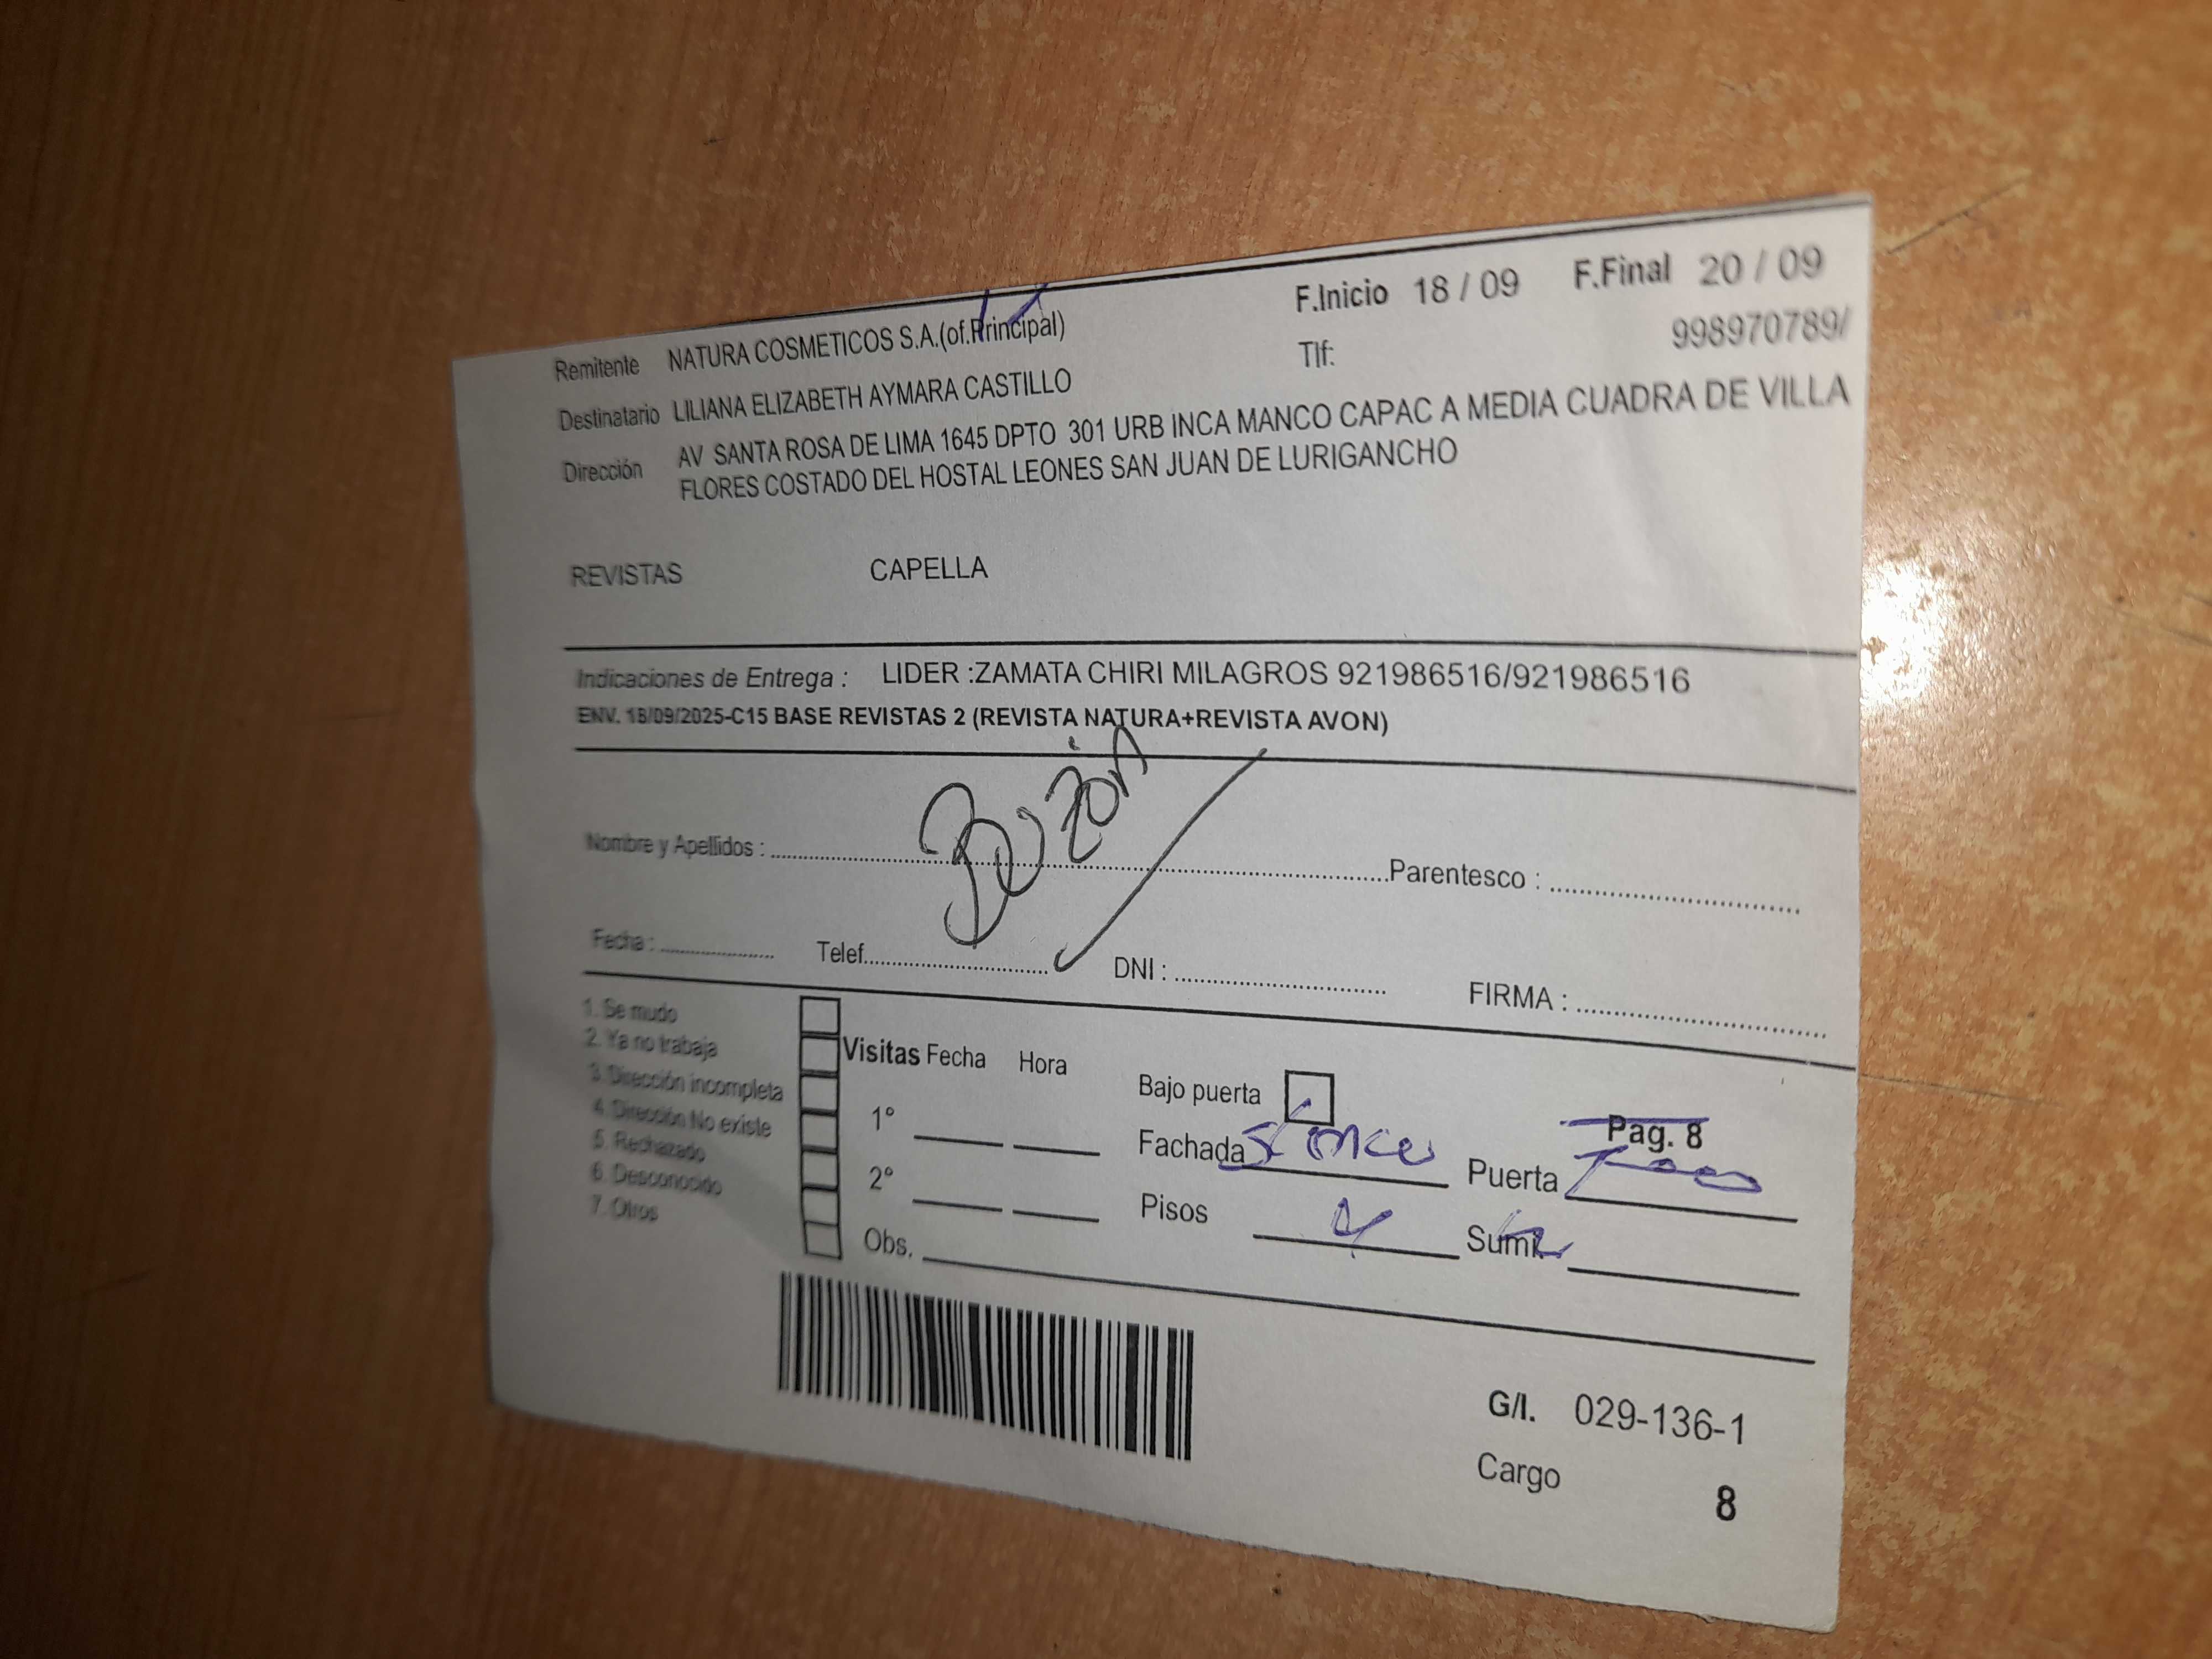 F.Inicio 18 / 09 F.Final 20 / 09
Remitente NATURA COSMETICOS S.A.(of.Principal)
Tlf: 998970789/
Destinatario LILIANA ELIZABETH AYMARA CASTILLO
Dirección AV SANTA ROSA DE LIMA 1645 DPTO 301 URB INCA MANCO CAPAC A MEDIA CUADRA DE VILLA
FLORES COSTADO DEL HOSTAL LEONES SAN JUAN DE LURIGANCHO
REVISTAS CAPELLA
Indicaciones de Entrega : LIDER :ZAMATA CHIRI MILAGROS 921986516/921986516
ENV. 18/09/2025-C15 BASE REVISTAS 2 (REVISTA NATURA+REVISTA AVON)
Buzón
Nombre y Apellidos : Parentesco :
Fecha : Telef. DNI : FIRMA :
1. Se mudo
2. Ya no trabaja
3. Dirección incompleta
4. Dirección No existe
5. Rechazado
6. Desconocido
7. Otros
Visitas Fecha Hora
1°
2°
Obs.
Bajo puerta
Pag. 8
Fachada Puerta
Pisos 4 Sumi.
G/I. 029-136-1
Cargo 8